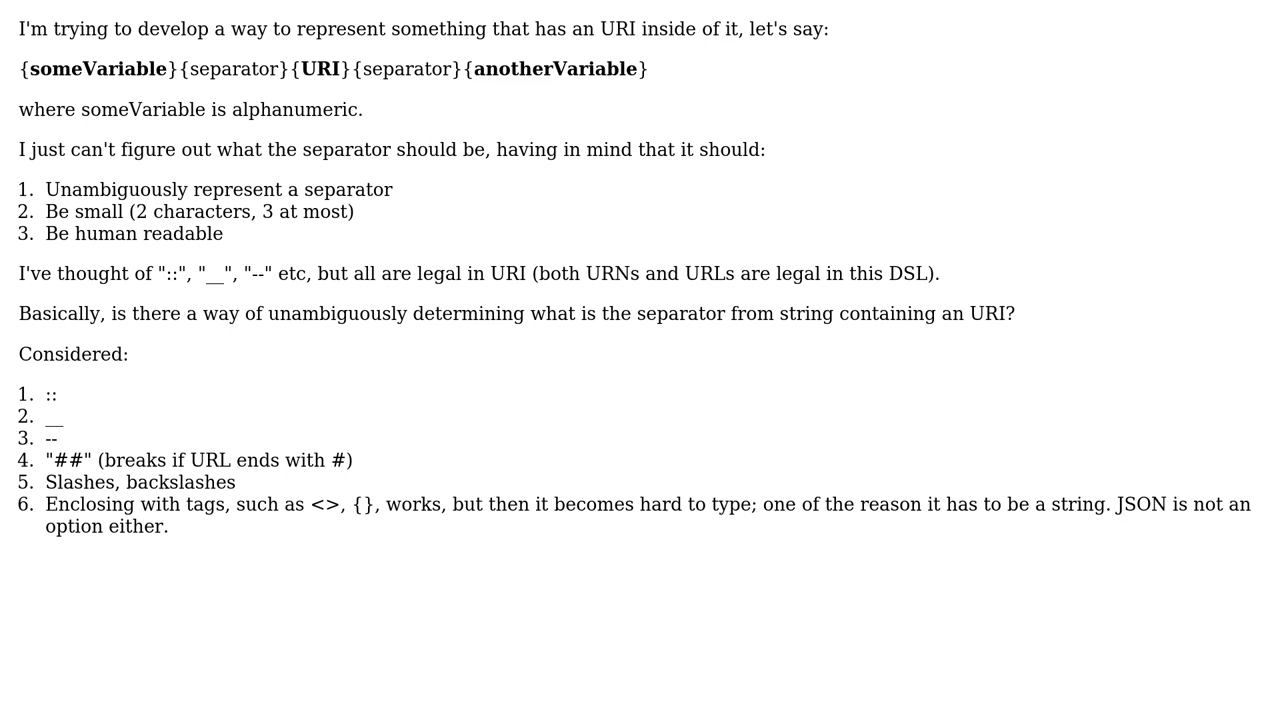 I'm trying to develop a way to represent something that has an URI inside of it, let's say:
{someVariable}{separator}{URI}{separator}{anotherVariable}
where someVariable is alphanumeric.
I just can't figure out what the separator should be, having in mind that it should:
1. Unambiguously represent a separator
2. Be small (2 characters, 3 at most)
3. Be human readable
I've thought of "::", "__", "--" etc, but all are legal in URI (both URNs and URLs are legal in this DSL).
Basically, is there a way of unambiguously determining what is the separator from string containing an URI?
Considered:
1. ::
2. __
3. --
4. "##" (breaks if URL ends with #)
5. Slashes, backslashes
6. Enclosing with tags, such as <>, {}, works, but then it becomes hard to type; one of the reason it has to be a string. JSON is not an
option either.